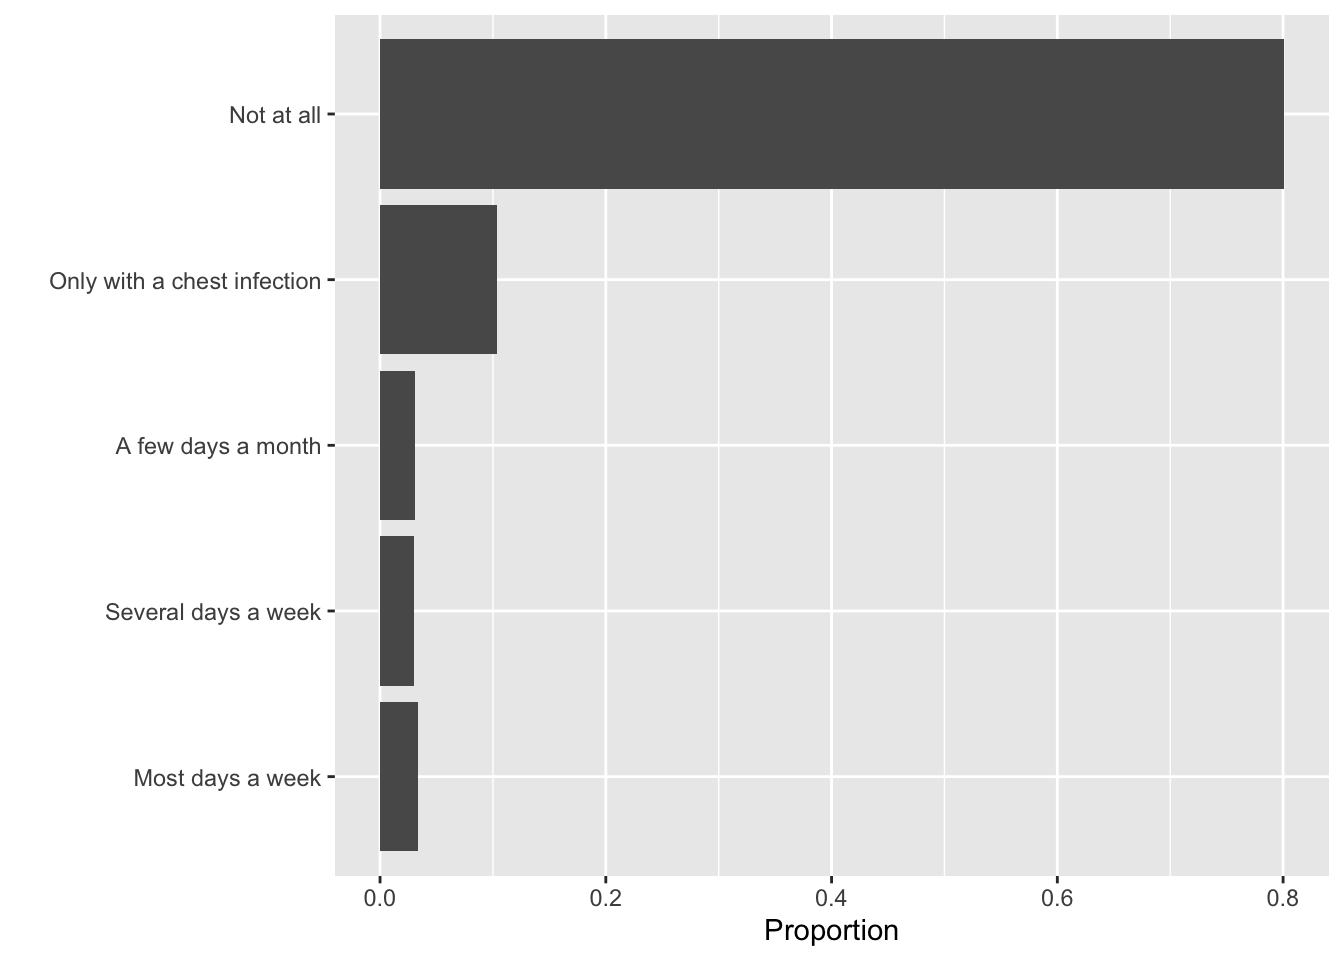 Not at all
Only with a chest infection
A few days a month
Several days a week
Most days a week
0.0 0.2 0.4 0.6 0.8
Proportion